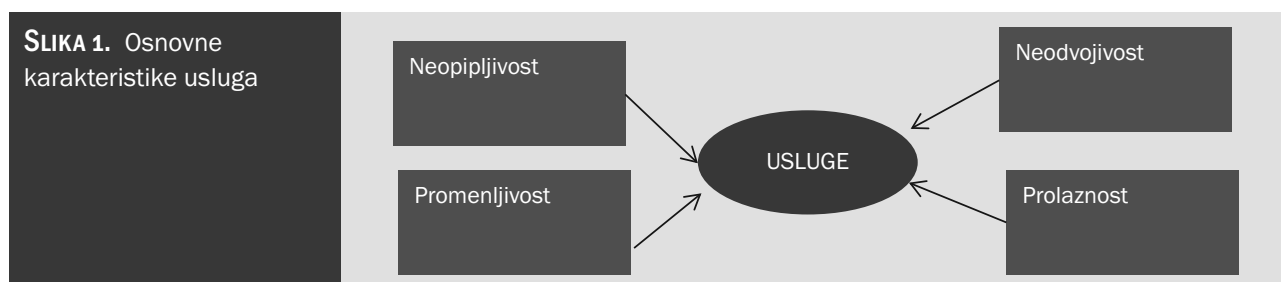 SLIKA 1. Osnovne
karakteristike usluga
Neopipljivost
Neodvojivost
USLUGE
Promenljivost
Prolaznost